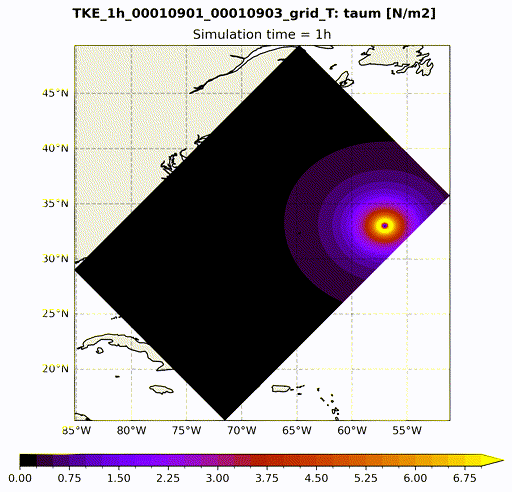 TKE_1h_00010901_00010903_grid_T: taum [N/m2]
Simulation time = 1h
45°N
40°N
35°N
30°N
25°N
20°N
85°W 80°W 75°W 70°W 65°W 60°W 55°W
0.00 0.75 1.50 2.25 3.00 3.75 4.50 5.25 6.00 6.75